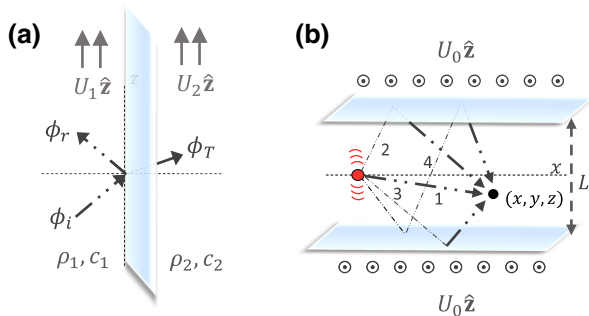 (a)
U₁ẑ
U₂ẑ
z
ϕᵣ
ϕ_T
ϕᵢ
ρ₁, c₁
ρ₂, c₂
(b)
U₀ẑ
2
4
x
L
3
1
(x, y, z)
U₀ẑ